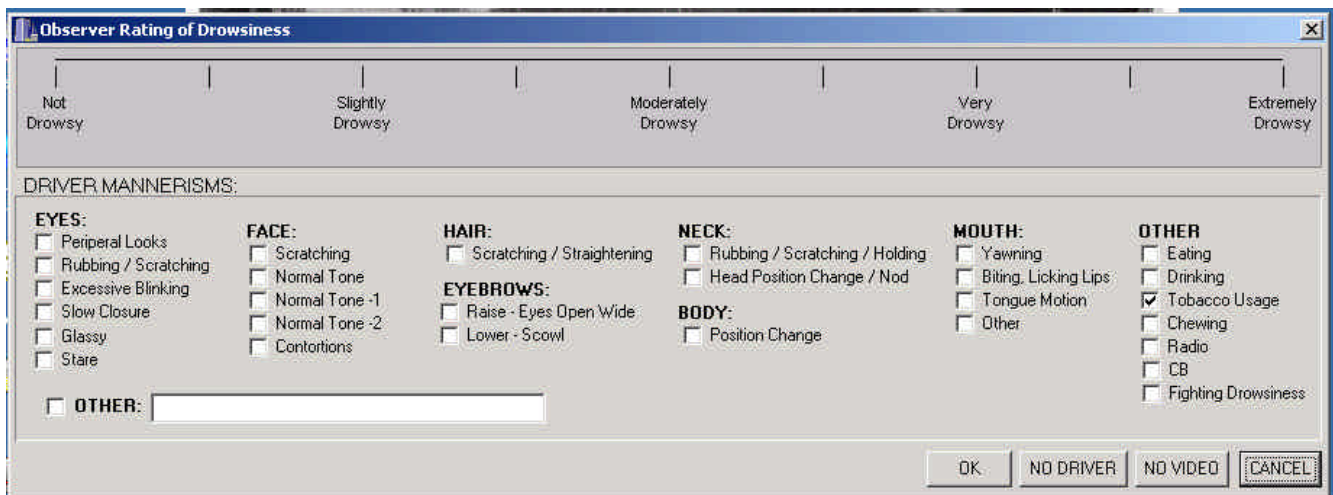 Observer Rating of Drowsiness
Not Drowsy
Slightly Drowsy
Moderately Drowsy
Very Drowsy
Extremely Drowsy
DRIVER MANNERISMS:
EYES:
Periperal Looks
Rubbing / Scratching
Excessive Blinking
Slow Closure
Glassy
Stare
FACE:
Scratching
Normal Tone
Normal Tone -1
Normal Tone -2
Contortions
HAIR:
Scratching / Straightening
EYEBROWS:
Raise - Eyes Open Wide
Lower - Scowl
NECK:
Rubbing / Scratching / Holding
Head Position Change / Nod
BODY:
Position Change
MOUTH:
Yawning
Biting, Licking Lips
Tongue Motion
Other
OTHER
Eating
Drinking
Tobacco Usage
Chewing
Radio
CB
Fighting Drowsiness
OTHER:
OK
NO DRIVER
NO VIDEO
CANCEL